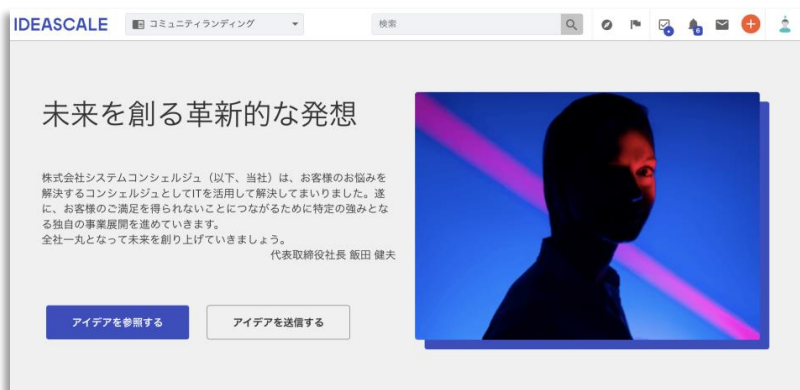 IDEASCALE
コミュニティランディング
検索
6
未来を創る革新的な発想
株式会社システムコンシェルジュ（以下、当社）は、お客様のお悩みを
解決するコンシェルジュとしてITを活用して解決してまいりました。遂
に、お客様のご満足を得られないことにつながるために特定の強みとな
る独自の事業展開を進めていきます。
全社一丸となって未来を創り上げていきましょう。
代表取締役社長 飯田 健夫
アイデアを参照する
アイデアを送信する